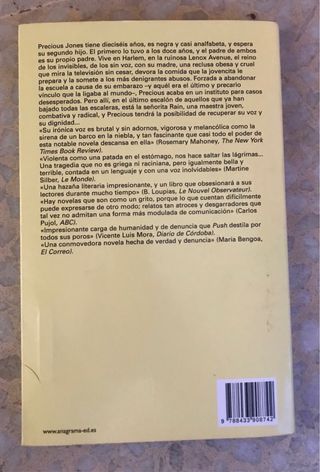 Precious Jones tiene dieciséis años, es negra y casi analfabeta, y espera
su segundo hijo. El primero lo tuvo a los doce años, y el padre de ambos
es su propio padre. Vive en Harlem, en la ruinosa Lenox Avenue, el reino
de los invisibles, de los sin voz, con su madre, una reclusa obesa y cruel
que mira la televisión sin cesar, devora la comida que la jovencita le
prepara y la somete a los más denigrantes abusos. Forzada a abandonar
la escuela a causa de su embarazo –y aquél era el último y precario
vínculo que la ligaba al mundo–, Precious acaba en un instituto para casos
desesperados. Pero allí, en el último escalón de aquellos que ya han
bajado todas las escaleras, está la señorita Rain, una maestra joven,
combativa y radical, y Precious tendrá la posibilidad de recuperar su voz y
su dignidad...
«Su irónica voz es brutal y sin adornos, vigorosa y melancólica como la
sirena de un barco en la niebla, y tan fascinante que casi todo el poder de
esta notable novela descansa en ella» (Rosemary Mahoney, The New York
Times Book Review).
«Violenta como una patada en el estómago, nos hace saltar las lágrimas...
Una tragedia que no es griega ni raciniana, pero igualmente bella y
terrible, contada en un lenguaje y con una voz inolvidables» (Martine
Silber, Le Monde).
«Una hazaña literaria impresionante, y un libro que obsesionará a sus
lectores durante mucho tiempo» (B. Loupias, Le Nouvel Observateur).
«Hay novelas que son como un grito, porque lo que cuentan difícilmente
puede expresarse de otro modo: relatos tan atroces y desgarradores que
tal vez no admitan una forma más modulada de comunicación» (Carlos
Pujol, ABC).
«Impresionante carga de humanidad y de denuncia que Push destila por
todos sus poros» (Vicente Luis Mora, Diario de Córdoba).
«Una conmovedora novela hecha de verdad y denuncia» (María Bengoa,
El Correo).
www.anagrama-ed.es
9 788433 908742